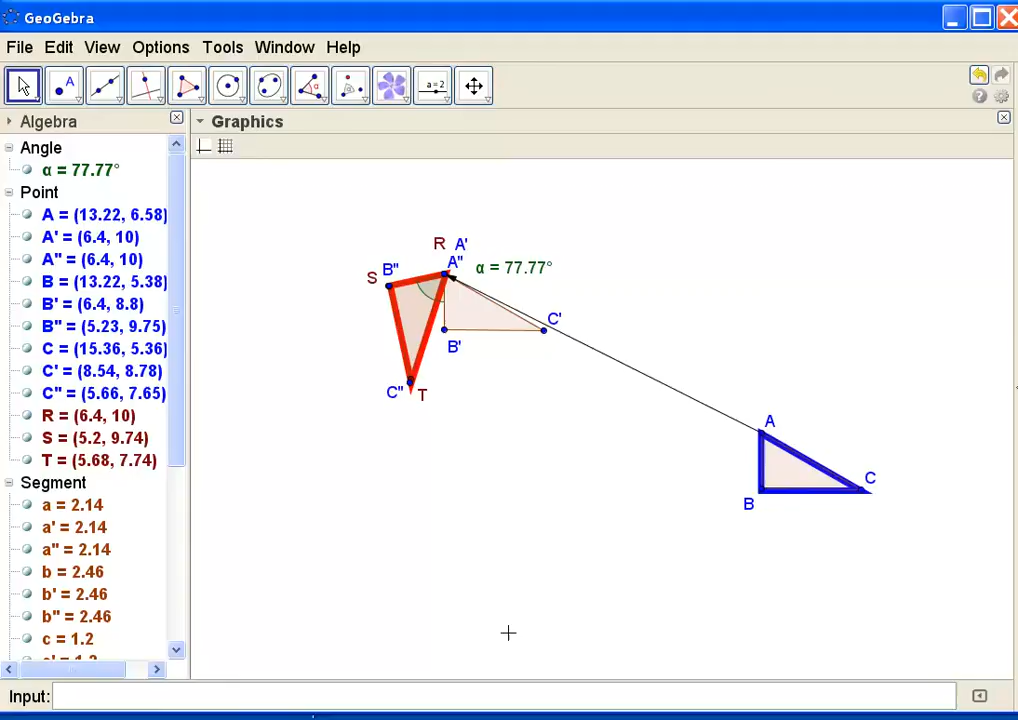 GeoGebra
File Edit View Options Tools Window Help
A
α
a = 2
Algebra
Graphics
Angle
α = 77.77°
Point
A = (13.22, 6.58)
A' = (6.4, 10)
A" = (6.4, 10)
B = (13.22, 5.38)
B' = (6.4, 8.8)
B" = (5.23, 9.75)
C = (15.36, 5.36)
C' = (8.54, 8.78)
C" = (5.66, 7.65)
R = (6.4, 10)
S = (5.2, 9.74)
T = (5.68, 7.74)
Segment
a = 2.14
a' = 2.14
a" = 2.14
b = 2.46
b' = 2.46
b" = 2.46
c = 1.2
R A'
S B" A" α = 77.77°
C'
B'
C" T
A
C
B
Input: